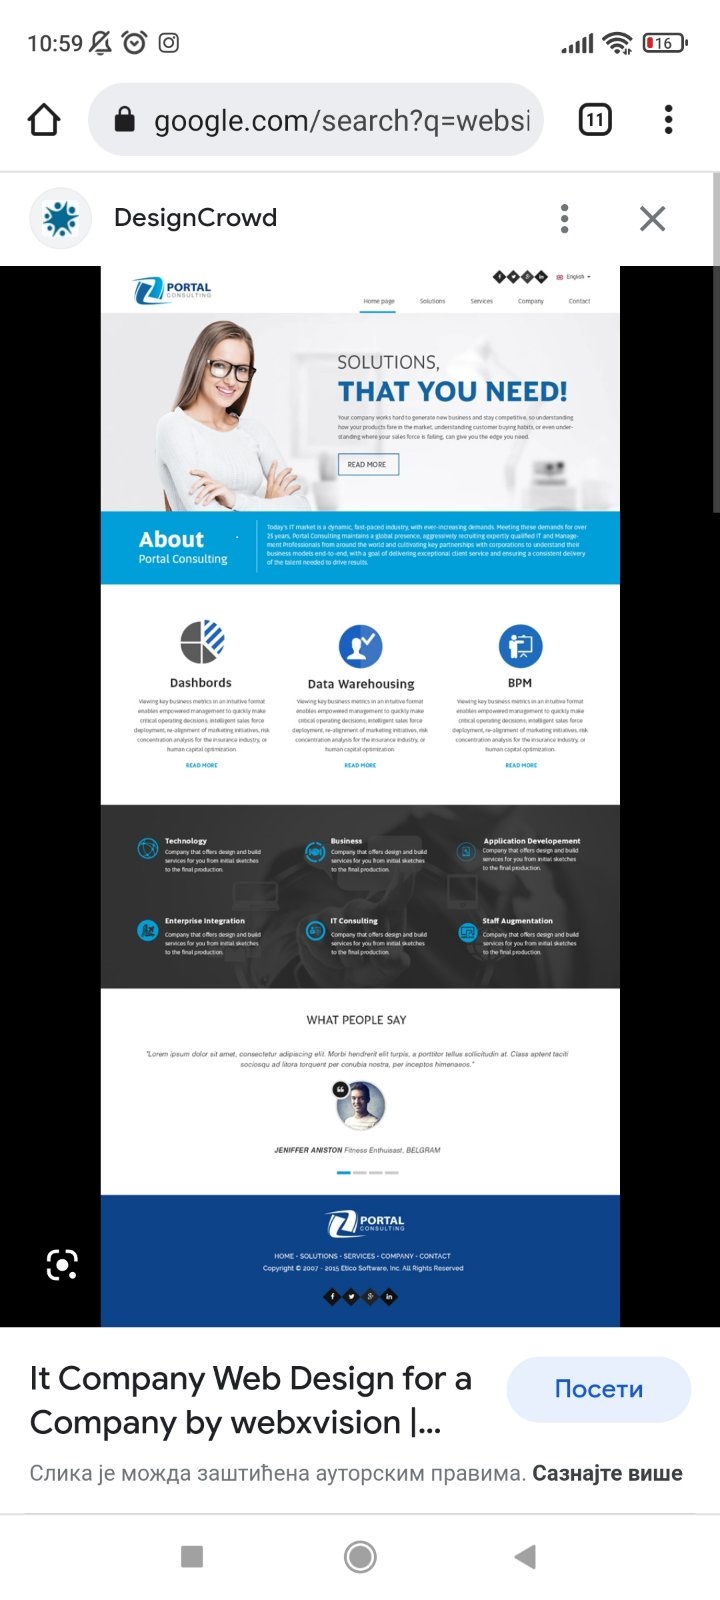 10:59
16
google.com/search?q=websi
11
DesignCrowd
PORTAL
CONSULTING
English
Home page
Solutions
Services
Company
Contact
SOLUTIONS,
THAT YOU NEED!
Your company works hard to generate new business and stay competitive, so understanding
how your products fare in the market, understanding customer buying habits, or even under-
standing where your sales force is failing, can give you the edge you need.
READ MORE
About
Portal Consulting
Today's IT market is a dynamic, fast-paced industry, with ever-increasing demands. Meeting these demands for over
25 years, Portal Consulting maintains a global presence, aggressively recruiting expertly qualified IT and Manage-
ment Professionals from around the world and cultivating key partnerships with corporations to understand their
business models end-to-end, with a goal of delivering exceptional client service and ensuring a consistent delivery
of the talent needed to drive results.
Dashbords
Viewing key business metrics in an intuitive format
enables empowered management to quickly make
critical operating decisions; intelligent sales force
deployment, re-alignment of marketing initiatives, risk
concentration analysis for the insurance industry, or
human capital optimization.
READ MORE
Data Warehousing
Viewing key business metrics in an intuitive format
enables empowered management to quickly make
critical operating decisions; intelligent sales force
deployment, re-alignment of marketing initiatives, risk
concentration analysis for the insurance industry, or
human capital optimization.
READ MORE
BPM
Viewing key business metrics in an intuitive format
enables empowered management to quickly make
critical operating decisions; intelligent sales force
deployment, re-alignment of marketing initiatives, risk
concentration analysis for the insurance industry, or
human capital optimization.
READ MORE
Technology
Company that offers design and build
services for you from initial sketches
to the final production.
Business
Company that offers design and build
services for you from initial sketches
to the final production.
Application Developement
Company that offers design and build
services for you from initial sketches
to the final production.
Enterprise Integration
Company that offers design and build
services for you from initial sketches
to the final production.
IT Consulting
Company that offers design and build
services for you from initial sketches
to the final production.
Staff Augmentation
Company that offers design and build
services for you from initial sketches
to the final production.
WHAT PEOPLE SAY
"Lorem ipsum dolor sit amet, consectetur adipiscing elit. Morbi hendrerit elit turpis, a porttitor tellus sollicitudin at. Class aptent taciti
sociosqu ad litora torquent per conubia nostra, per inceptos himenaeos."
JENIFFER ANISTON Fitness Enthuisast, BELGRAM
PORTAL
CONSULTING
HOME - SOLUTIONS - SERVICES - COMPANY - CONTACT
Copyright © 2007 - 2015 Etico Software, Inc. All Rights Reserved
It Company Web Design for a
Company by webxvision |...
Посети
Слика је можда заштићена ауторским правима. Сазнајте више